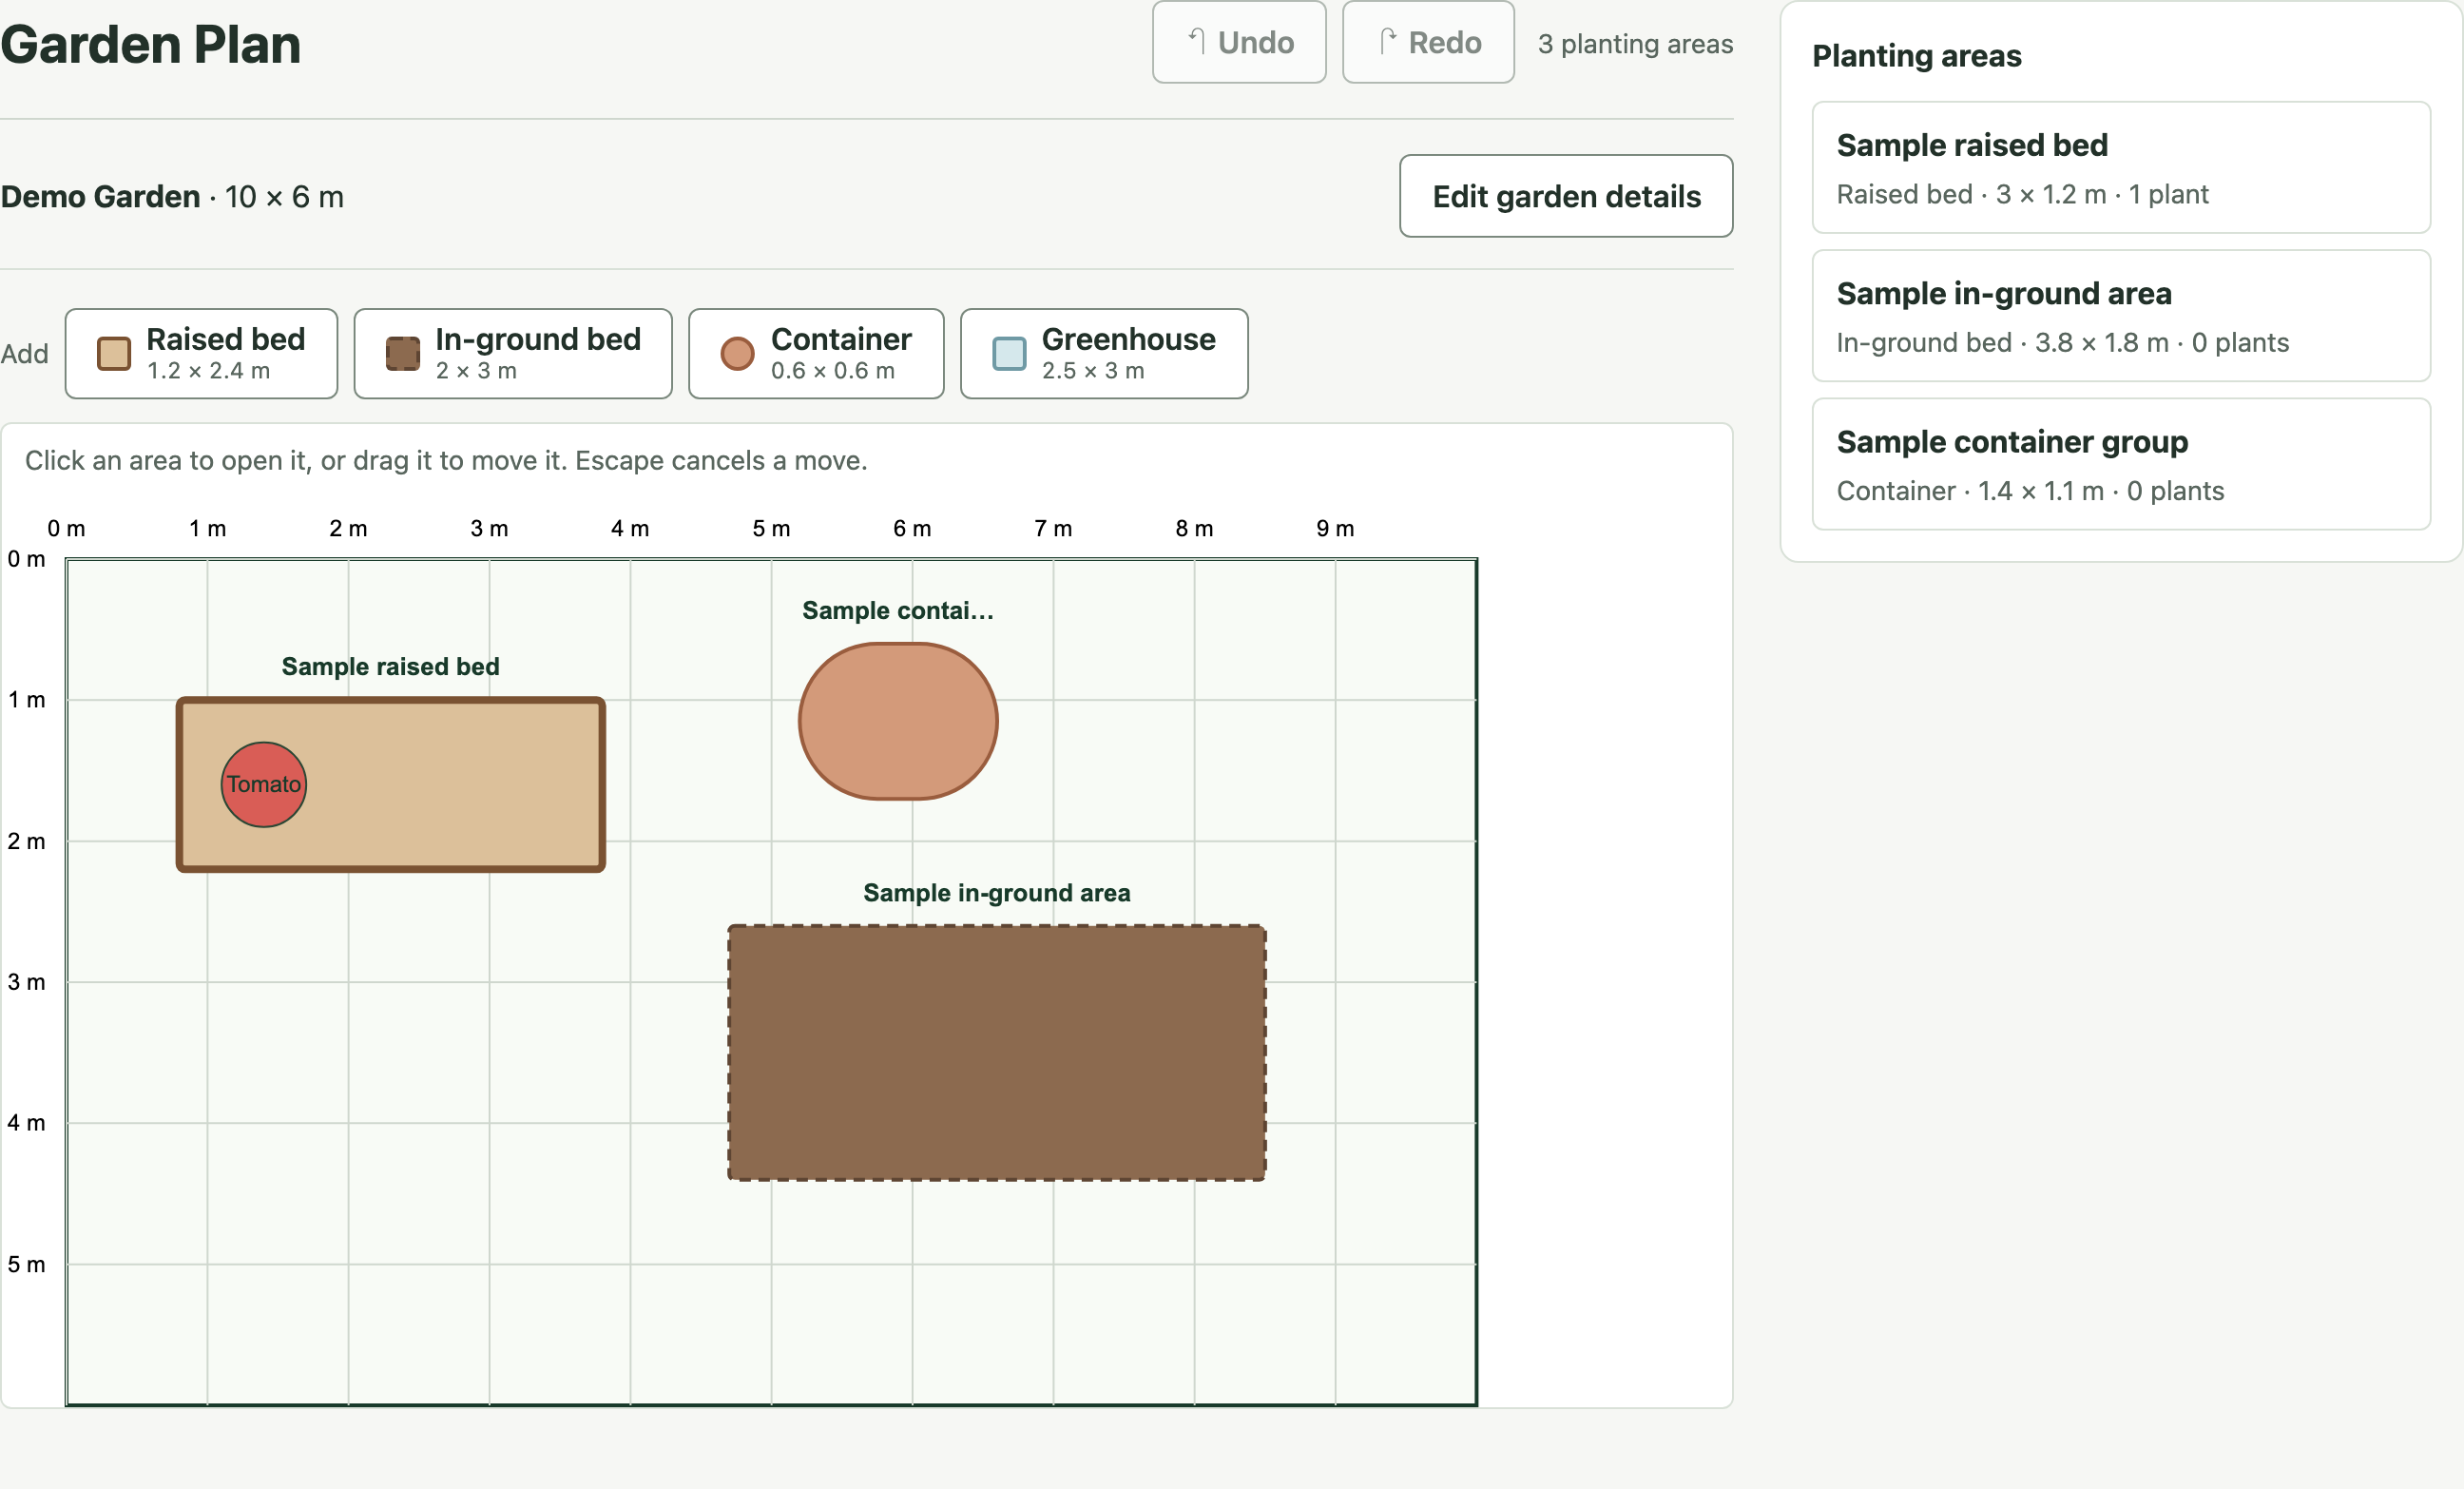 Garden Plan
Undo
Redo
3 planting areas
Demo Garden · 10 × 6 m
Edit garden details
Add
Raised bed
1.2 × 2.4 m
In-ground bed
2 × 3 m
Container
0.6 × 0.6 m
Greenhouse
2.5 × 3 m
Click an area to open it, or drag it to move it. Escape cancels a move.
0 m 1 m 2 m 3 m 4 m 5 m 6 m 7 m 8 m 9 m
0 m
Sample contai...
Sample raised bed
1 m
Tomato
2 m
Sample in-ground area
3 m
4 m
5 m
Planting areas
Sample raised bed
Raised bed · 3 × 1.2 m · 1 plant
Sample in-ground area
In-ground bed · 3.8 × 1.8 m · 0 plants
Sample container group
Container · 1.4 × 1.1 m · 0 plants